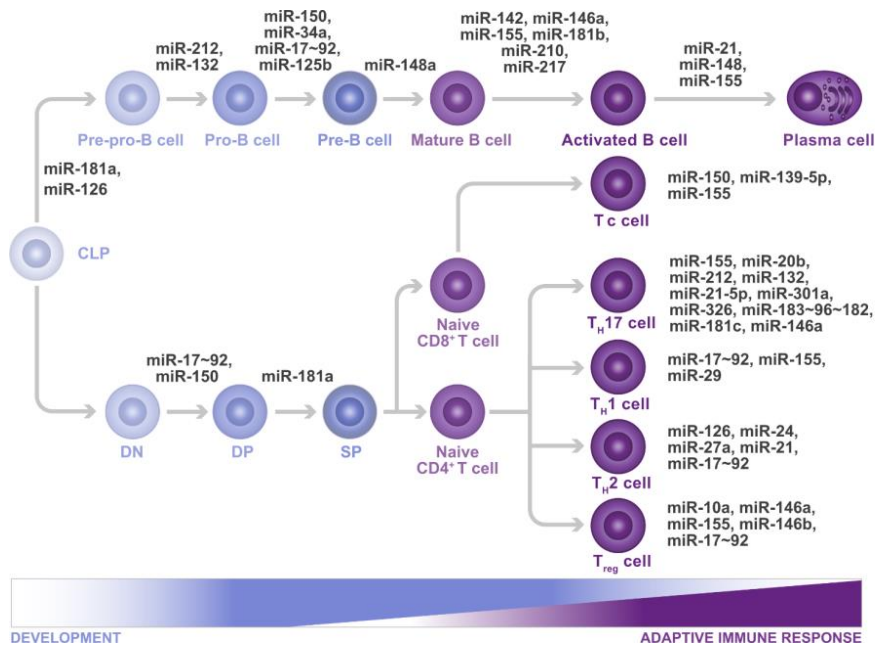 miR-212,
miR-132
miR-150,
miR-34a,
miR-17~92,
miR-125b
miR-148a
miR-142, miR-146a,
miR-155, miR-181b,
miR-210,
miR-217
miR-21,
miR-148,
miR-155
Pre-pro-B cell
Pro-B cell
Pre-B cell
Mature B cell
Activated B cell
Plasma cell
miR-181a,
miR-126
CLP
Tc cell
miR-150, miR-139-5p,
miR-155
Naive
CD8+ T cell
TH17 cell
miR-155, miR-20b,
miR-212, miR-132,
miR-21-5p, miR-301a,
miR-326, miR-183~96~182,
miR-181c, miR-146a
miR-17~92,
miR-150
miR-181a
DN
DP
SP
Naive
CD4+ T cell
TH1 cell
miR-17~92, miR-155,
miR-29
TH2 cell
miR-126, miR-24,
miR-27a, miR-21,
miR-17~92
Treg cell
miR-10a, miR-146a,
miR-155, miR-146b,
miR-17~92
DEVELOPMENT
ADAPTIVE IMMUNE RESPONSE